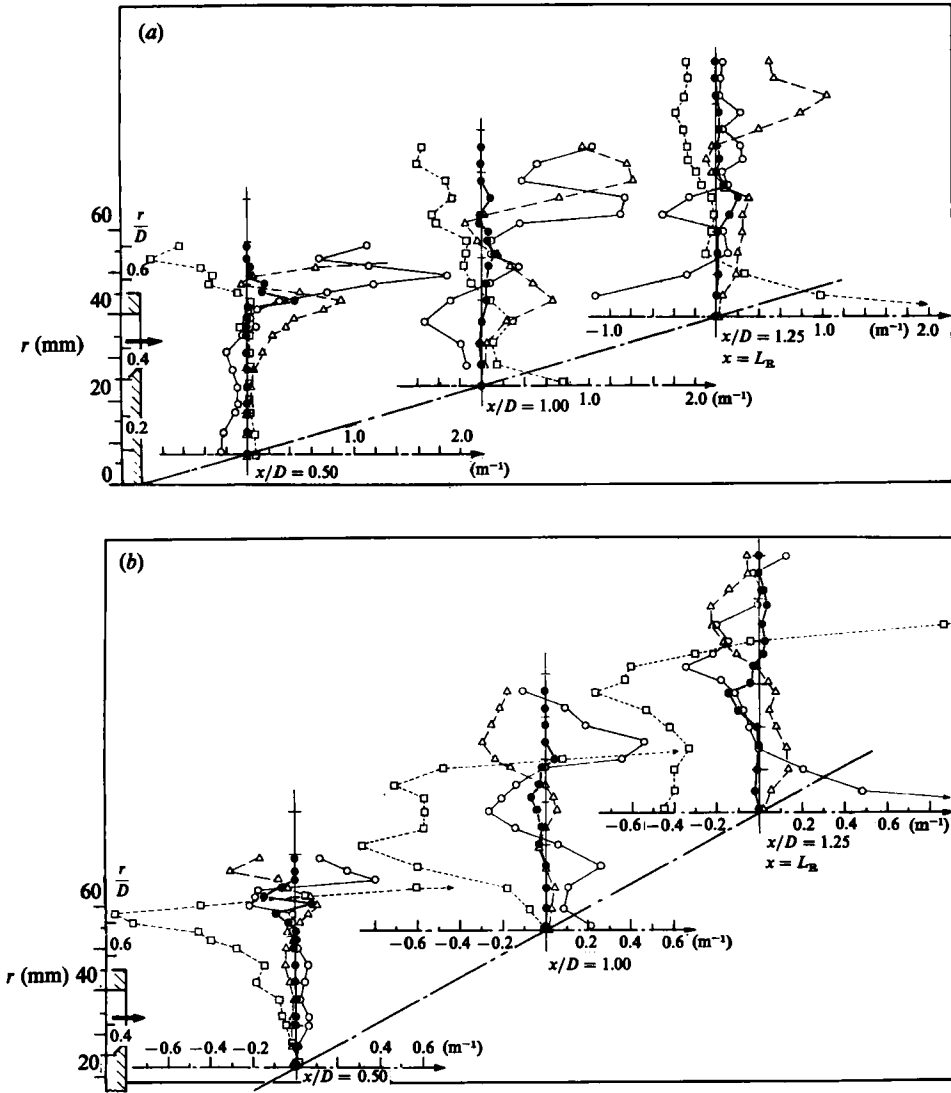 (a)
60
r/D
0.6
40
r (mm)
0.4
20
0.2
0
1.0
2.0
(m⁻¹)
x/D = 0.50
1.0
2.0
(m⁻¹)
x/D = 1.00
−1.0
1.0
2.0
(m⁻¹)
x/D = 1.25
x = L_R
(b)
60
r/D
0.6
40
r (mm)
0.4
20
−0.6
−0.4
−0.2
0.4
0.6
(m⁻¹)
x/D = 0.50
−0.6
−0.4
−0.2
0.2
0.4
0.6
(m⁻¹)
x/D = 1.00
−0.6
−0.4
−0.2
0.2
0.4
0.6
(m⁻¹)
x/D = 1.25
x = L_R